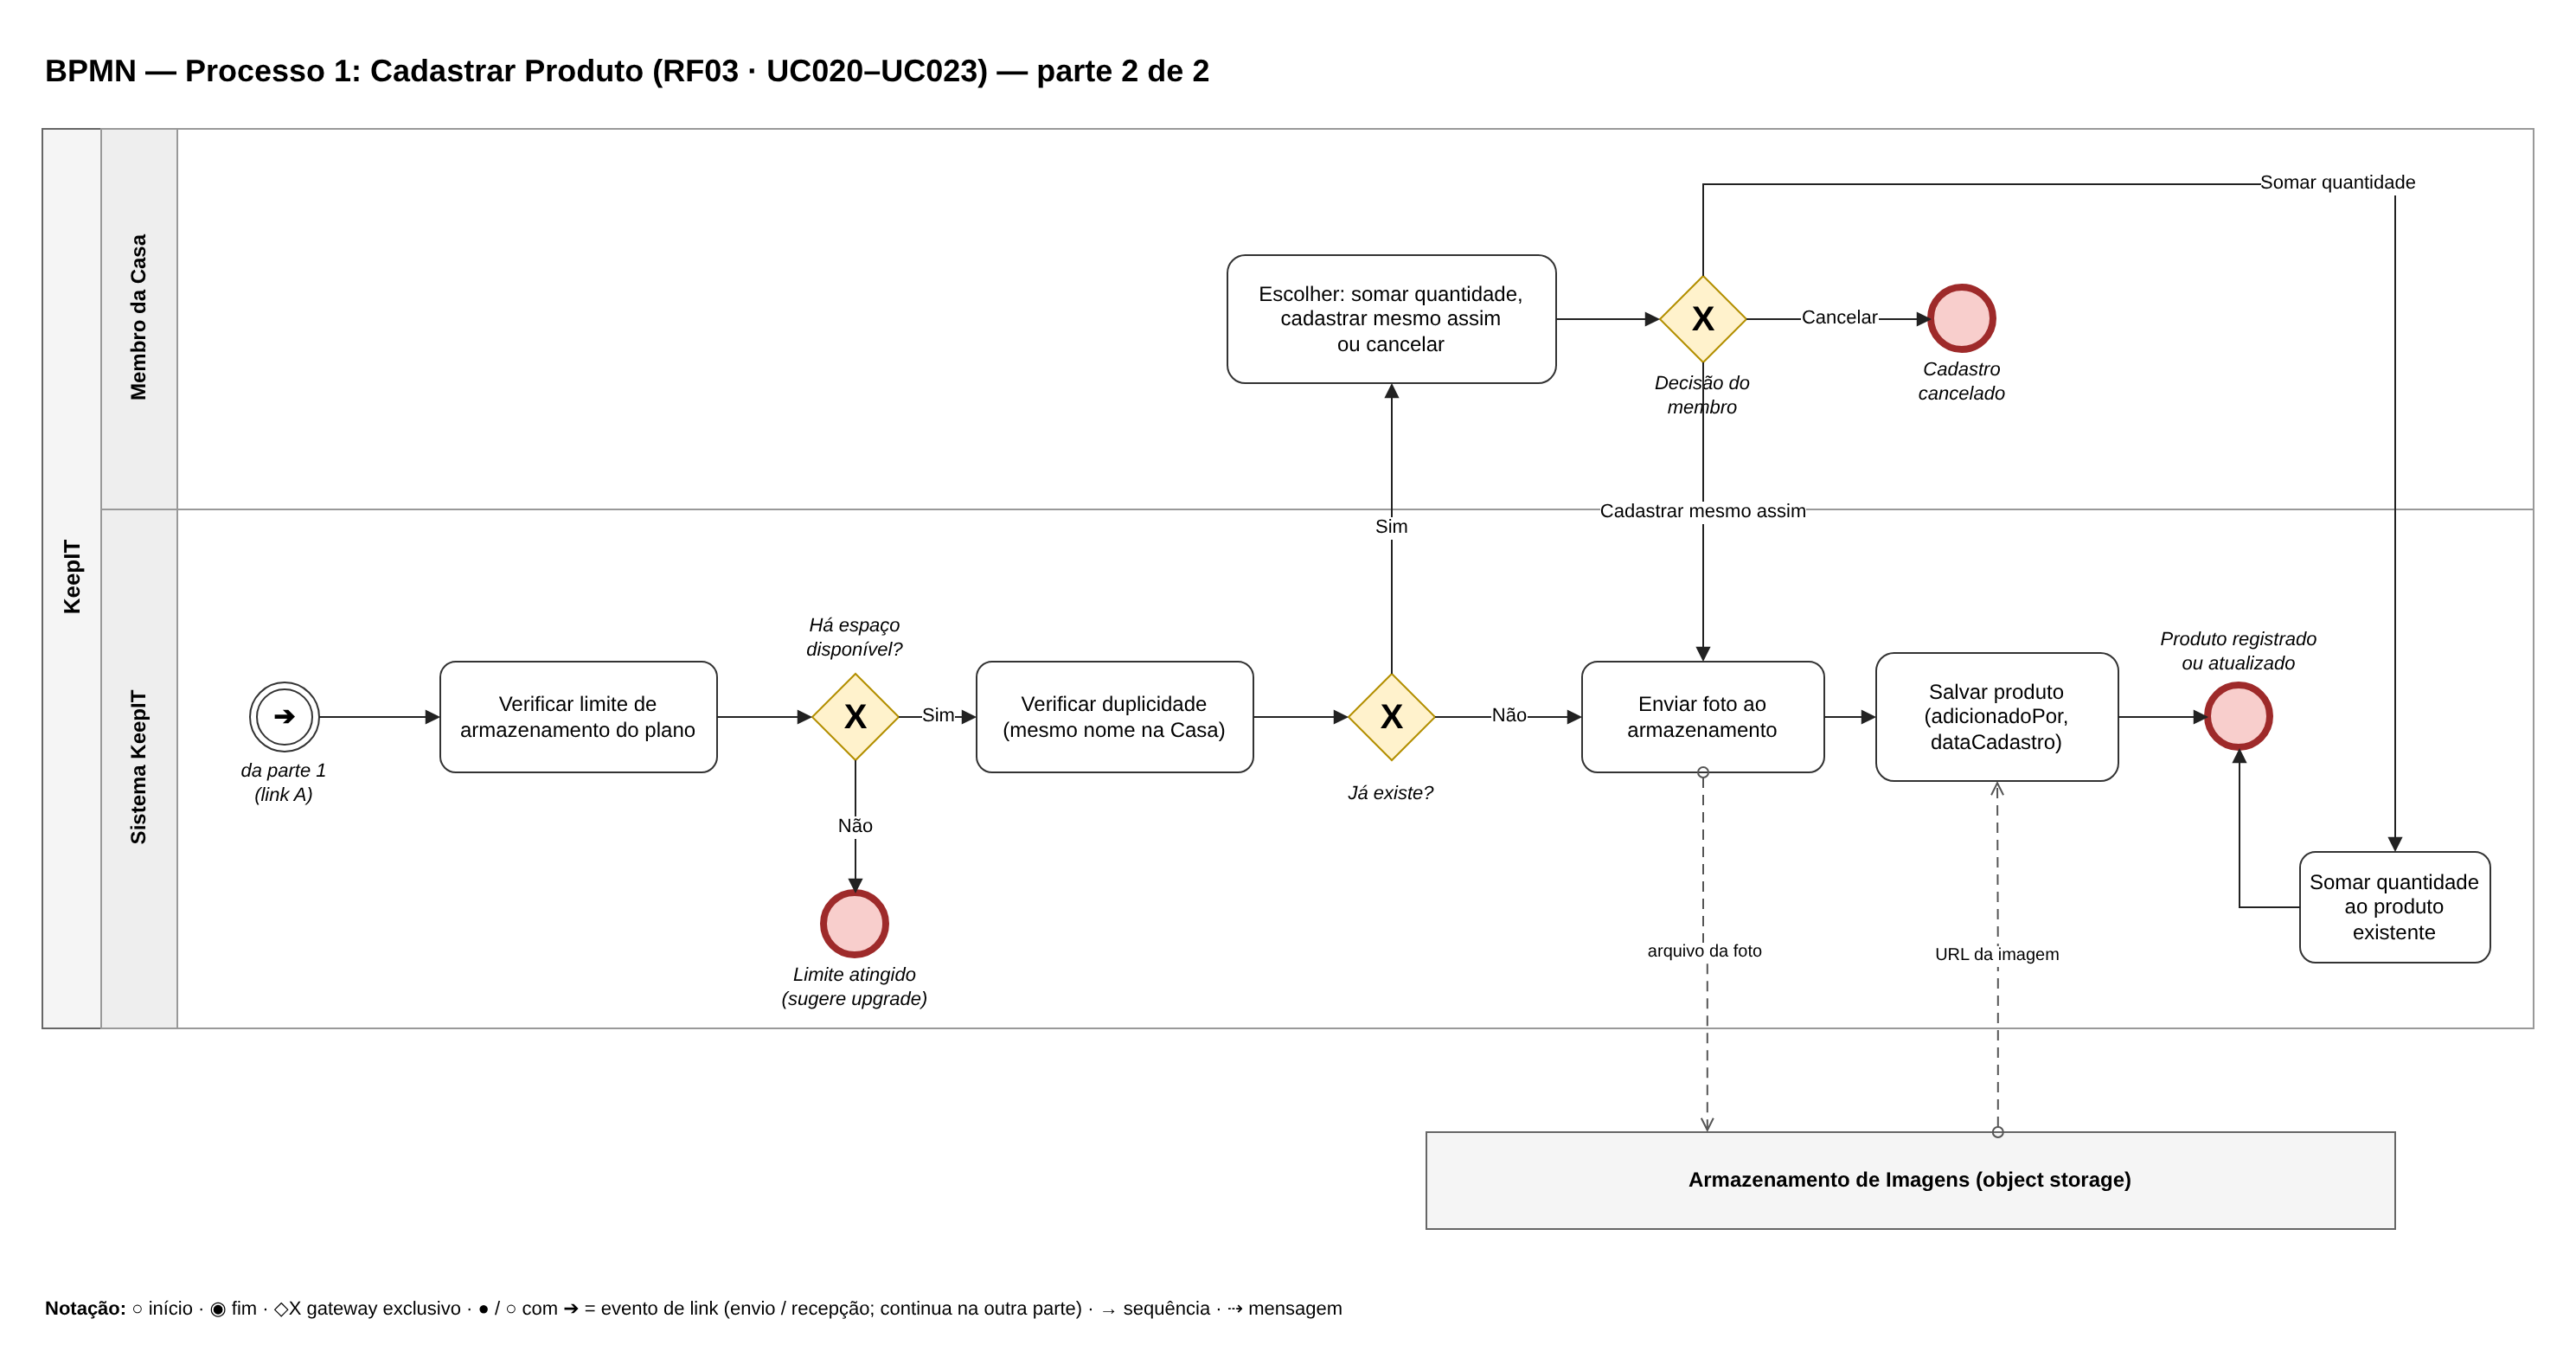 BPMN — Processo 1: Cadastrar Produto (RF03 · UC020–UC023) — parte 2 de 2
KeepIT
Membro da Casa
Somar quantidade
Escolher: somar quantidade,
cadastrar mesmo assim
ou cancelar
X
Decisão do
membro
Cancelar
Cadastro
cancelado
Sim
Cadastrar mesmo assim
Sistema KeepIT
➔
da parte 1
(link A)
Verificar limite de
armazenamento do plano
Há espaço
disponível?
X
Sim
Não
Limite atingido
(sugere upgrade)
Verificar duplicidade
(mesmo nome na Casa)
X
Já existe?
Não
Enviar foto ao
armazenamento
Salvar produto
(adicionadoPor,
dataCadastro)
Produto registrado
ou atualizado
Somar quantidade
ao produto
existente
arquivo da foto
URL da imagem
Armazenamento de Imagens (object storage)
Notação: ○ início · ◉ fim · ◇X gateway exclusivo · ● / ○ com ➔ = evento de link (envio / recepção; continua na outra parte) · → sequência · ⇢ mensagem